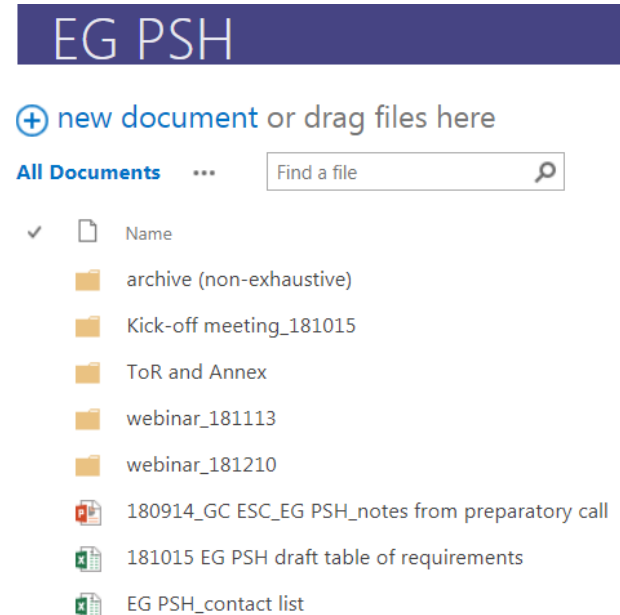 EG PSH
new document or drag files here
All Documents ... Find a file
Name
archive (non-exhaustive)
Kick-off meeting_181015
ToR and Annex
webinar_181113
webinar_181210
180914_GC ESC_EG PSH_notes from preparatory call
181015 EG PSH draft table of requirements
EG PSH_contact list